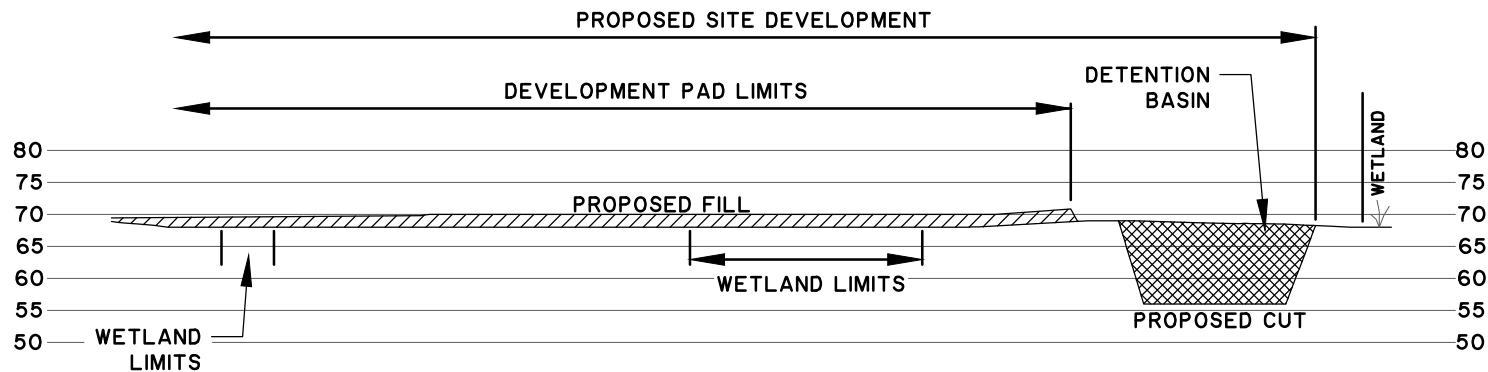 PROPOSED SITE DEVELOPMENT
DEVELOPMENT PAD LIMITS
DETENTION
BASIN
WETLAND
80
80
75
75
PROPOSED FILL
70
70
65
65
60
60
WETLAND LIMITS
55
55
PROPOSED CUT
50
50
WETLAND
LIMITS